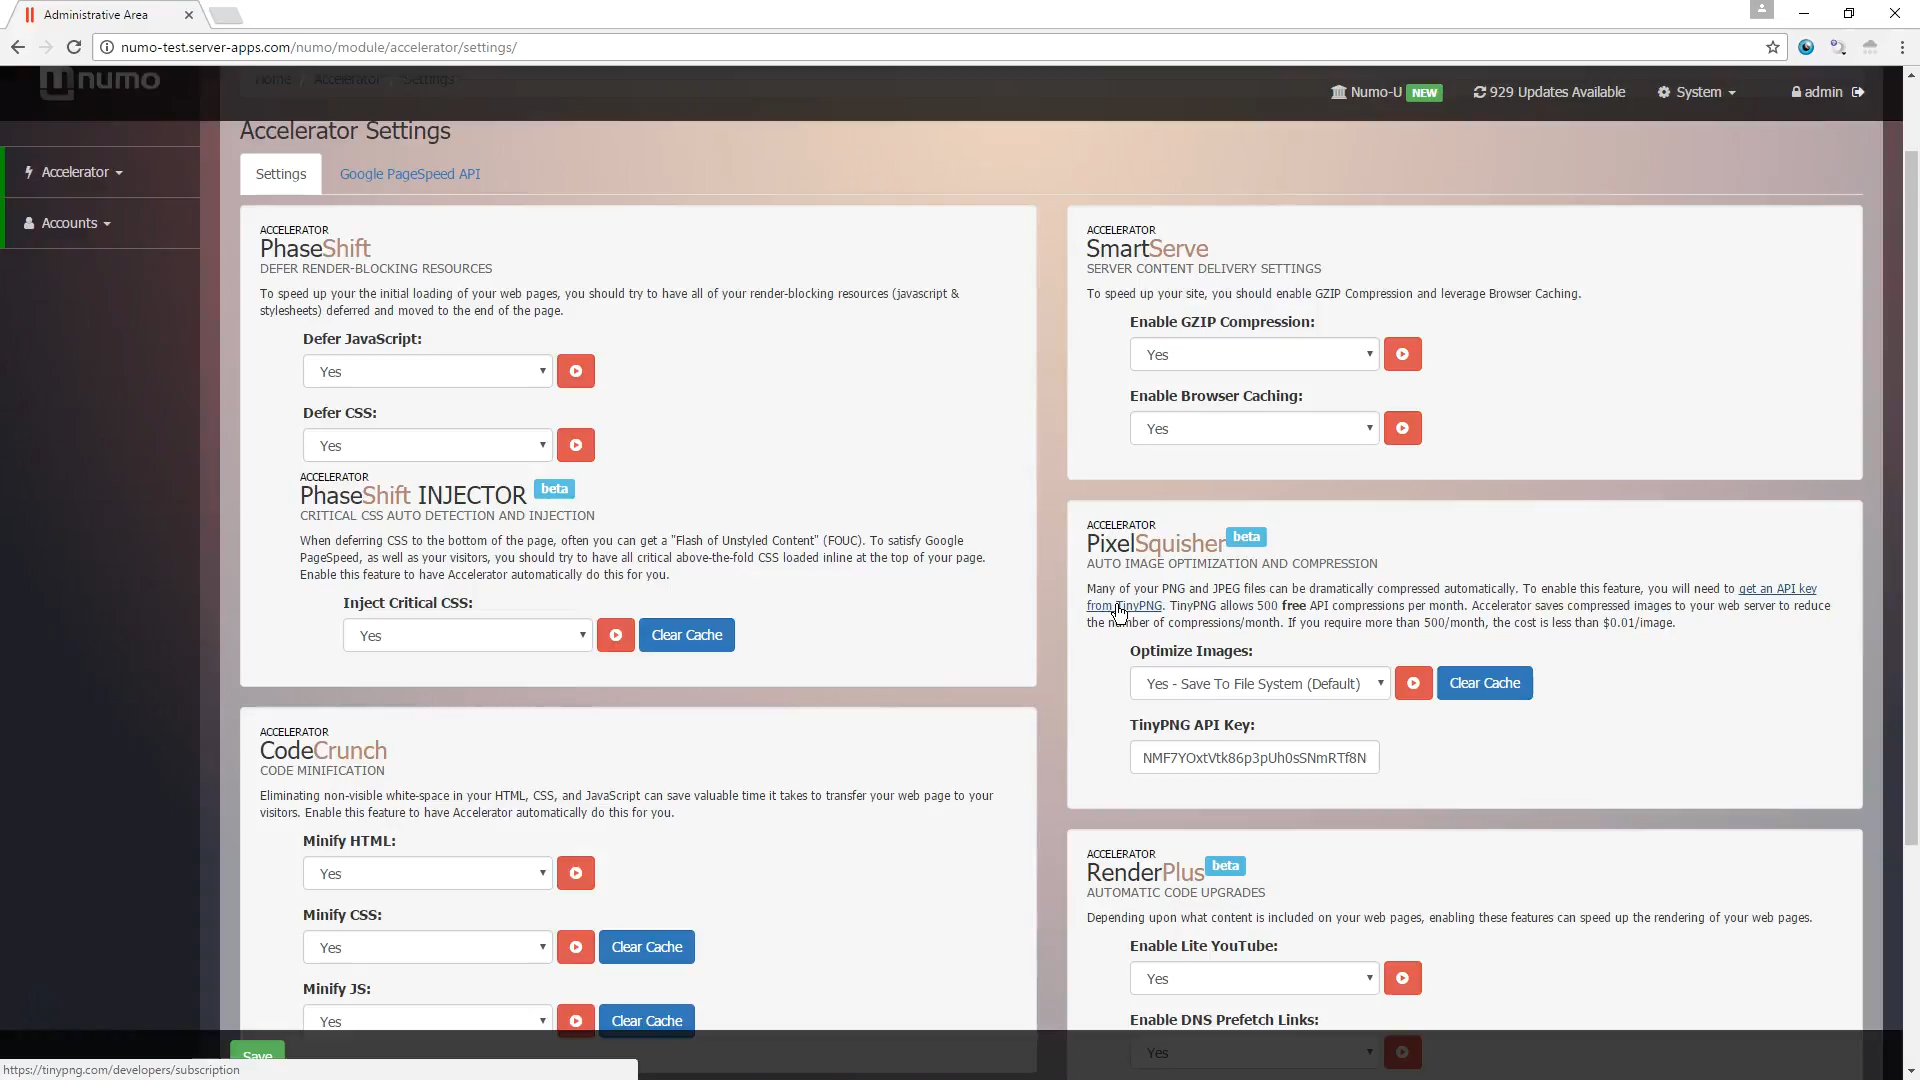 Administrative Area
numo-test.server-apps.com/numo/module/accelerator/settings/
numo
Home / Accelerator / Settings
Numo-U NEW
929 Updates Available
System
admin
Accelerator
Accounts
Accelerator Settings
Settings
Google PageSpeed API
ACCELERATOR
PhaseShift
DEFER RENDER-BLOCKING RESOURCES
To speed up your the initial loading of your web pages, you should try to have all of your render-blocking resources (javascript &
stylesheets) deferred and moved to the end of the page.
Defer JavaScript:
Yes
Defer CSS:
Yes
ACCELERATOR
PhaseShift INJECTOR beta
CRITICAL CSS AUTO DETECTION AND INJECTION
When deferring CSS to the bottom of the page, often you can get a "Flash of Unstyled Content" (FOUC). To satisfy Google
PageSpeed, as well as your visitors, you should try to have all critical above-the-fold CSS loaded inline at the top of your page.
Enable this feature to have Accelerator automatically do this for you.
Inject Critical CSS:
Yes
Clear Cache
ACCELERATOR
CodeCrunch
CODE MINIFICATION
Eliminating non-visible white-space in your HTML, CSS, and JavaScript can save valuable time it takes to transfer your web page to your
visitors. Enable this feature to have Accelerator automatically do this for you.
Minify HTML:
Yes
Minify CSS:
Yes
Clear Cache
Minify JS:
Yes
Clear Cache
ACCELERATOR
SmartServe
SERVER CONTENT DELIVERY SETTINGS
To speed up your site, you should enable GZIP Compression and leverage Browser Caching.
Enable GZIP Compression:
Yes
Enable Browser Caching:
Yes
ACCELERATOR
PixelSquisher beta
AUTO IMAGE OPTIMIZATION AND COMPRESSION
Many of your PNG and JPEG files can be dramatically compressed automatically. To enable this feature, you will need to get an API key
from TinyPNG. TinyPNG allows 500 free API compressions per month. Accelerator saves compressed images to your web server to reduce
the number of compressions/month. If you require more than 500/month, the cost is less than $0.01/image.
Optimize Images:
Yes - Save To File System (Default)
Clear Cache
TinyPNG API Key:
NMF7YOxtVtk86p3pUh0sSNmRTf8N
ACCELERATOR
RenderPlus beta
AUTOMATIC CODE UPGRADES
Depending upon what content is included on your web pages, enabling these features can speed up the rendering of your web pages.
Enable Lite YouTube:
Yes
Enable DNS Prefetch Links:
Yes
Save
https://tinypng.com/developers/subscription